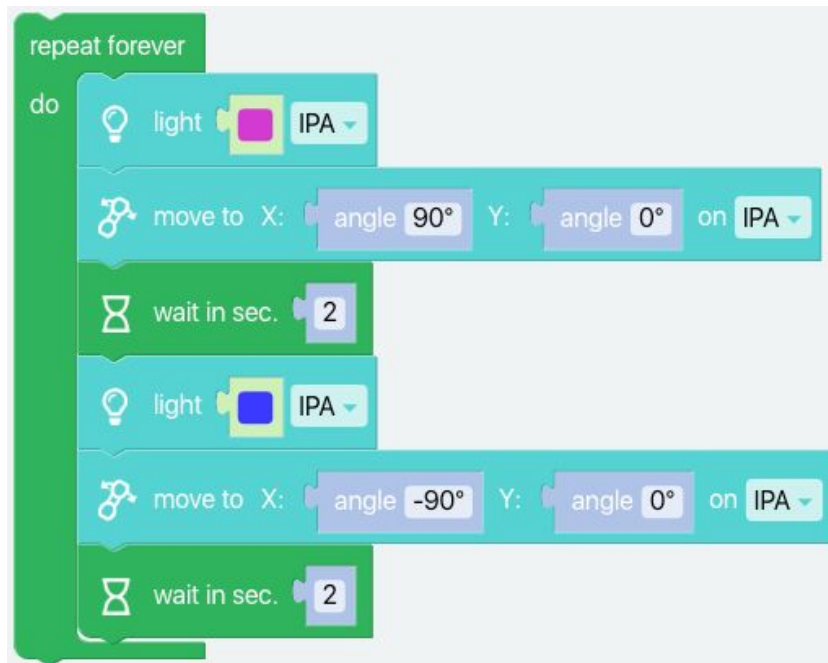 repeat forever
do light IPA
move to X: angle 90° Y: angle 0° on IPA
wait in sec. 2
light IPA
move to X: angle -90° Y: angle 0° on IPA
wait in sec. 2